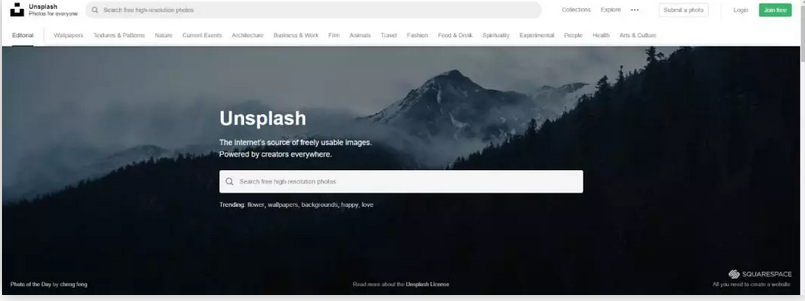 Unsplash
Photos for everyone
Search free high-resolution photos
Collections Explore ••• Submit a photo Login Join free
Editorial Wallpapers Textures & Patterns Nature Current Events Architecture Business & Work Film Animals Travel Fashion Food & Drink Spirituality Experimental People Health Arts & Culture
Unsplash
The internet's source of freely usable images.
Powered by creators everywhere.
Search free high-resolution photos
Trending: flower, wallpapers, backgrounds, happy, love
SQUARESPACE
Photo of the Day by cheng feng Read more about the Unsplash License All you need to create a website.